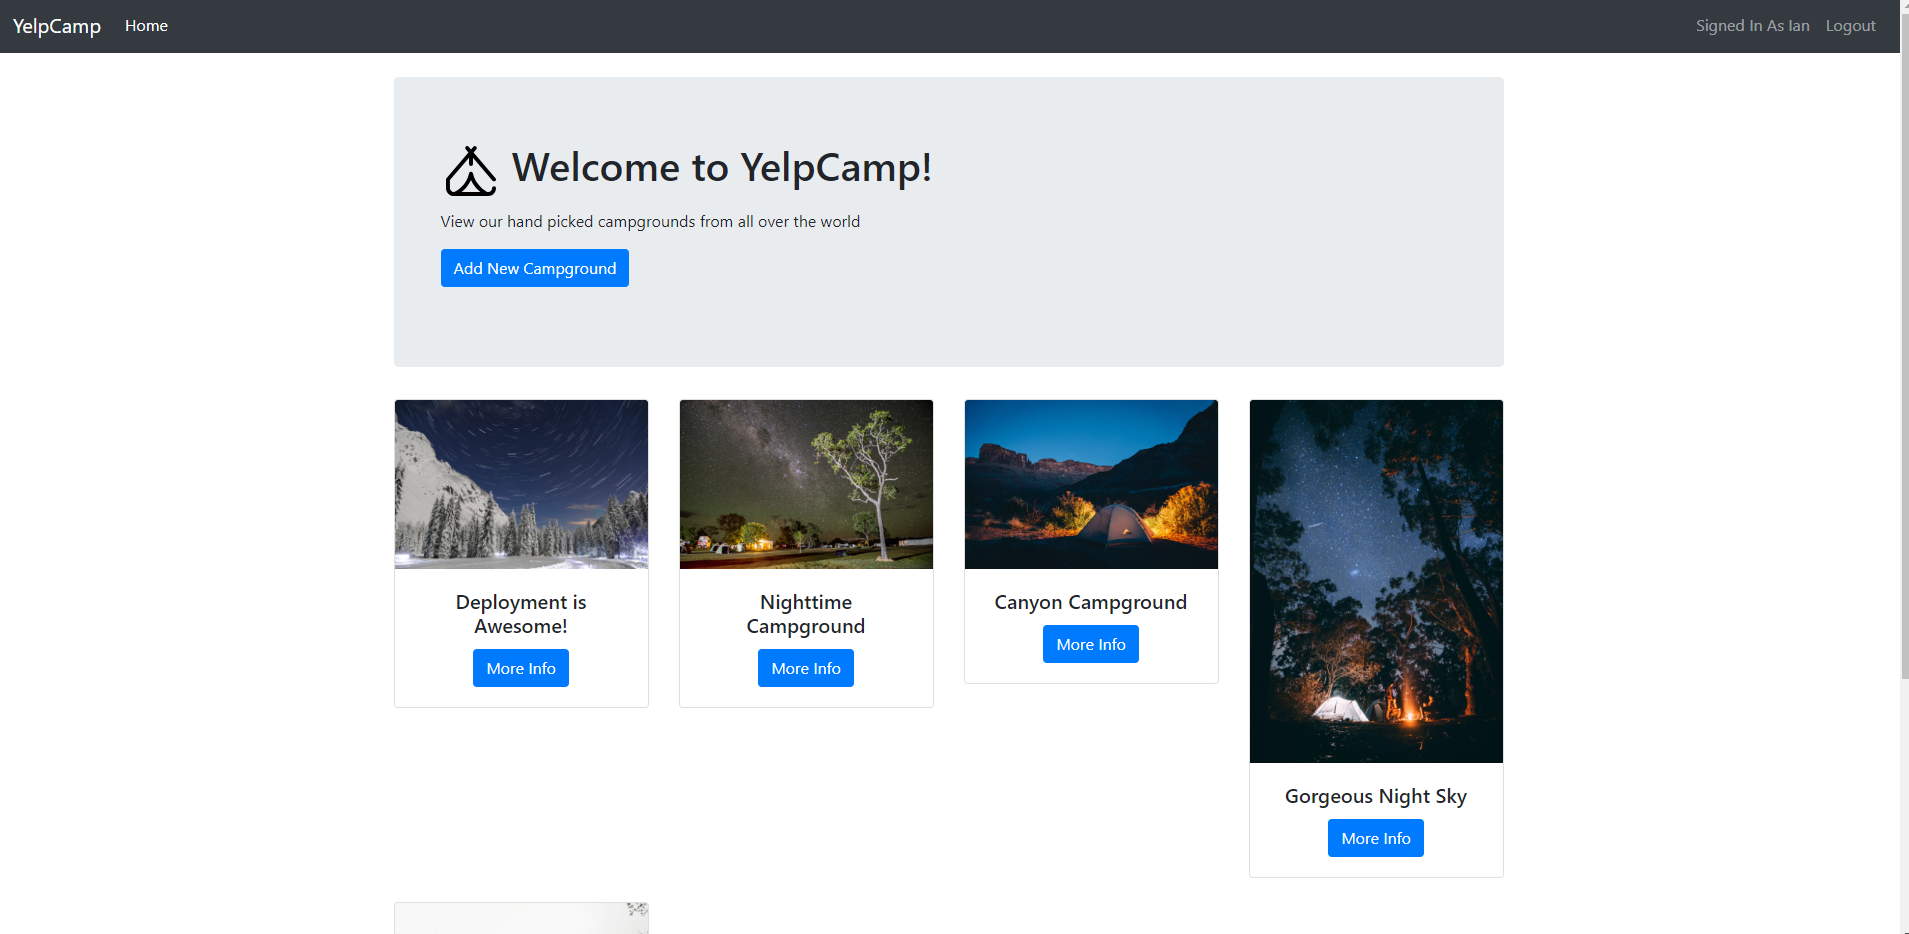 YelpCamp Home Signed In As Ian Logout
Welcome to YelpCamp!
View our hand picked campgrounds from all over the world
Add New Campground
Deployment is
Awesome!
More Info
Nighttime
Campground
More Info
Canyon Campground
More Info
Gorgeous Night Sky
More Info